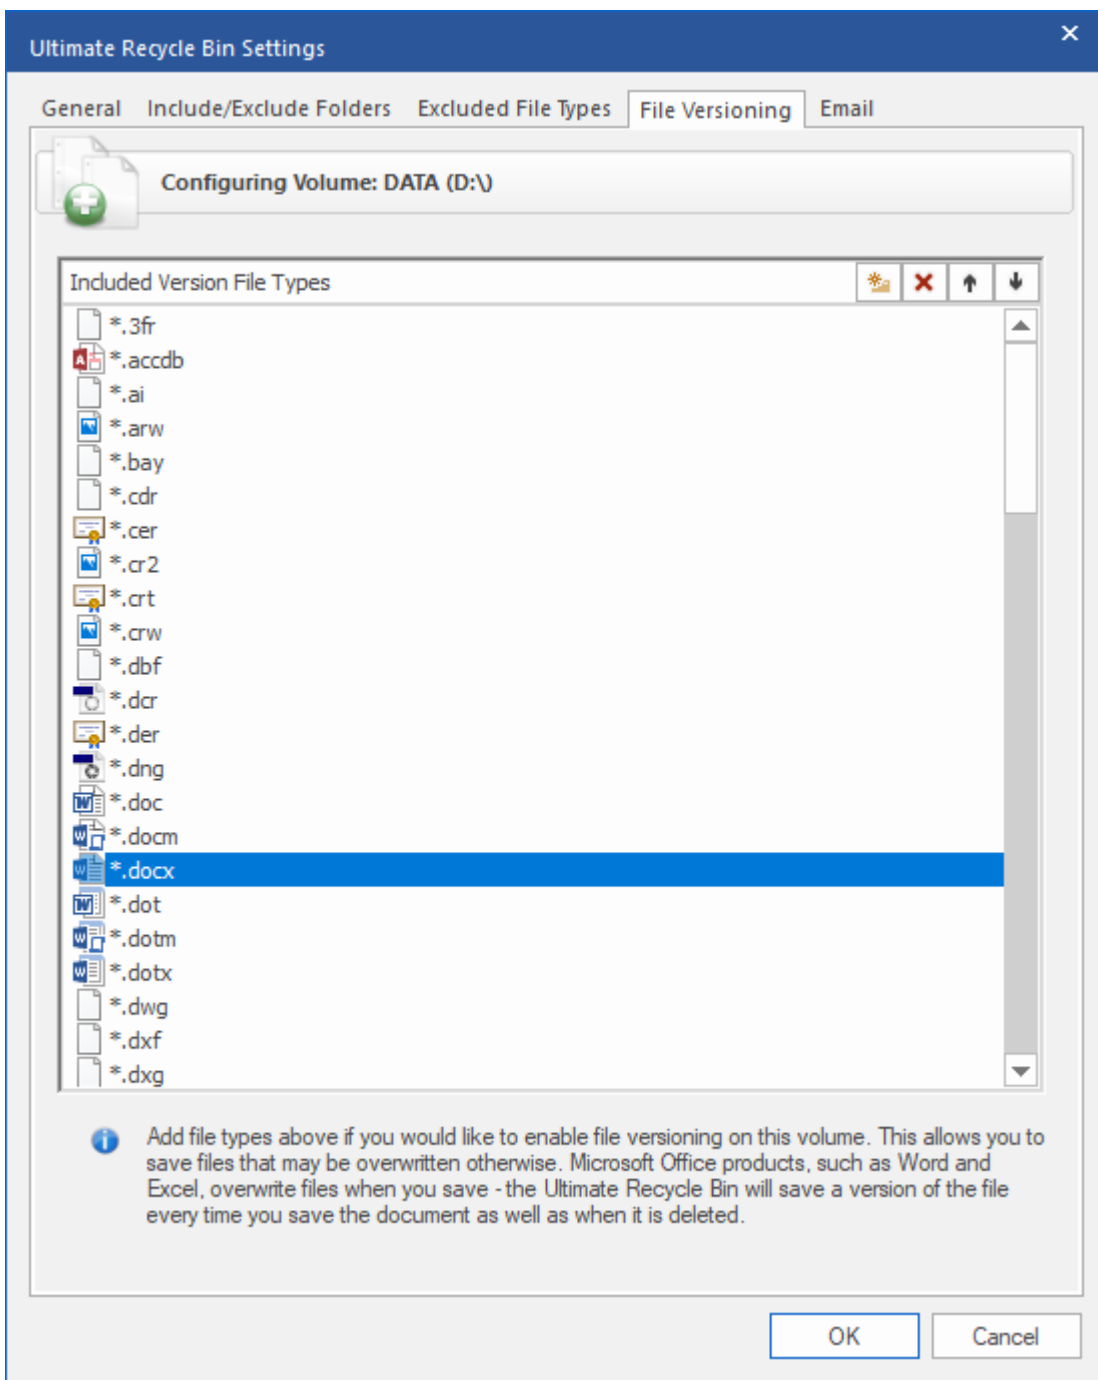 Ultimate Recycle Bin Settings
General Include/Exclude Folders Excluded File Types File Versioning Email
Configuring Volume: DATA (D:\)
Included Version File Types
*.3fr
*.accdb
*.ai
*.arw
*.bay
*.cdr
*.cer
*.cr2
*.crt
*.crw
*.dbf
*.dcr
*.der
*.dng
*.doc
*.docm
*.docx
*.dot
*.dotm
*.dotx
*.dwg
*.dxf
*.dxg
Add file types above if you would like to enable file versioning on this volume. This allows you to
save files that may be overwritten otherwise. Microsoft Office products, such as Word and
Excel, overwrite files when you save - the Ultimate Recycle Bin will save a version of the file
every time you save the document as well as when it is deleted.
OK Cancel